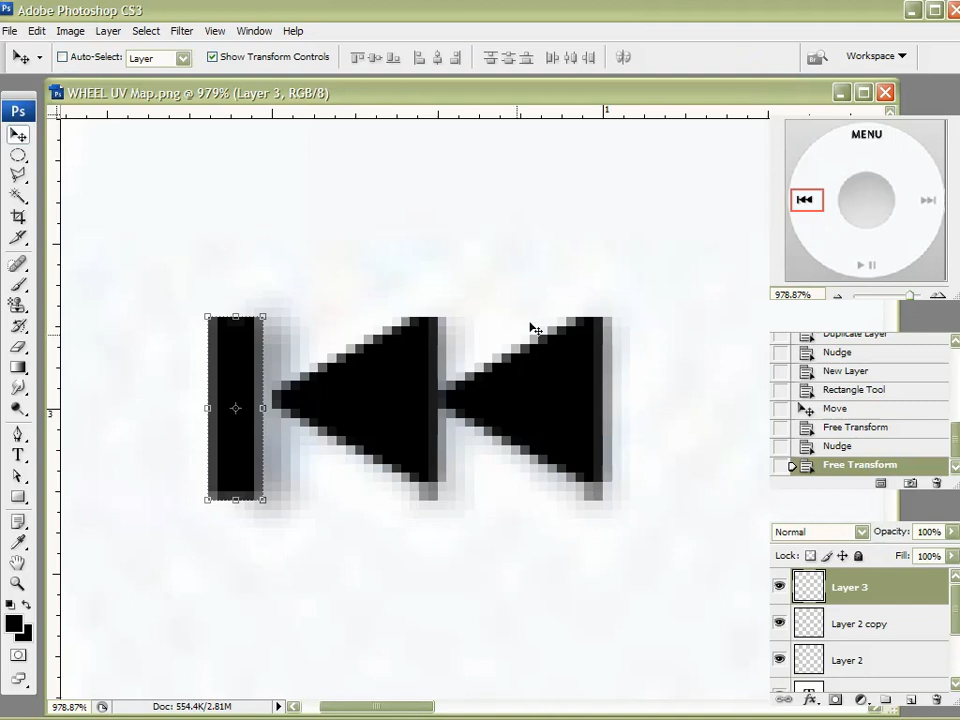 Adobe Photoshop CS3
File Edit Image Layer Select Filter View Window Help
Auto-Select: Layer Show Transform Controls Workspace
WHEEL UV Map.png @ 979% (Layer 3, RGB/8)
Ps
1
MENU
978.87%
Duplicate Layer
Nudge
New Layer
Rectangle Tool
Move
Free Transform
Nudge
Free Transform
3
Normal Opacity: 100%
Lock: Fill: 100%
Layer 3
Layer 2 copy
Layer 2
T
978.87% Doc: 554.4K/2.81M